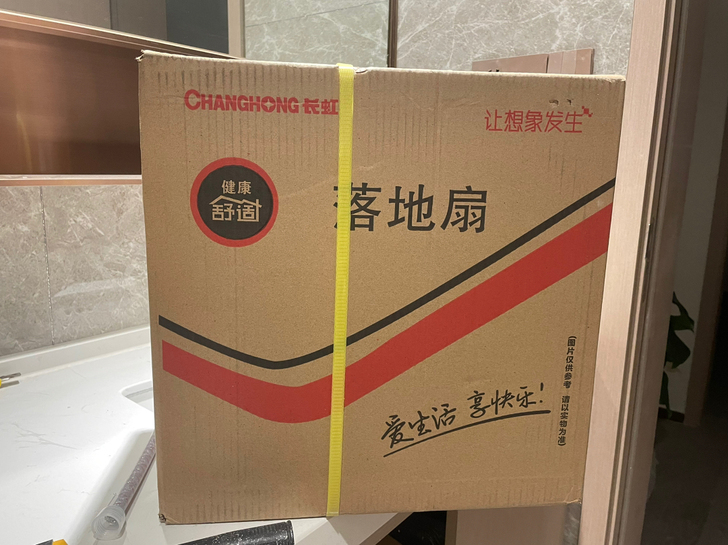 CHANGHONG 长虹
让想象发生
健康
舒适
落地扇
爱生活 享快乐!
(图片仅供参考 请以实物为准)